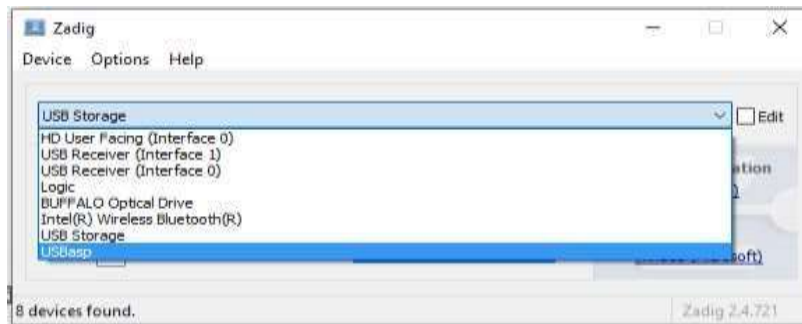 Zadig
Device Options Help
USB Storage
Edit
HD User Facing (Interface 0)
USB Receiver (Interface 1)
USB Receiver (Interface 0)
Logic
BUFFALO Optical Drive
Intel(R) Wireless Bluetooth(R)
USB Storage
USBasp
8 devices found.
Zadig 2.4.721